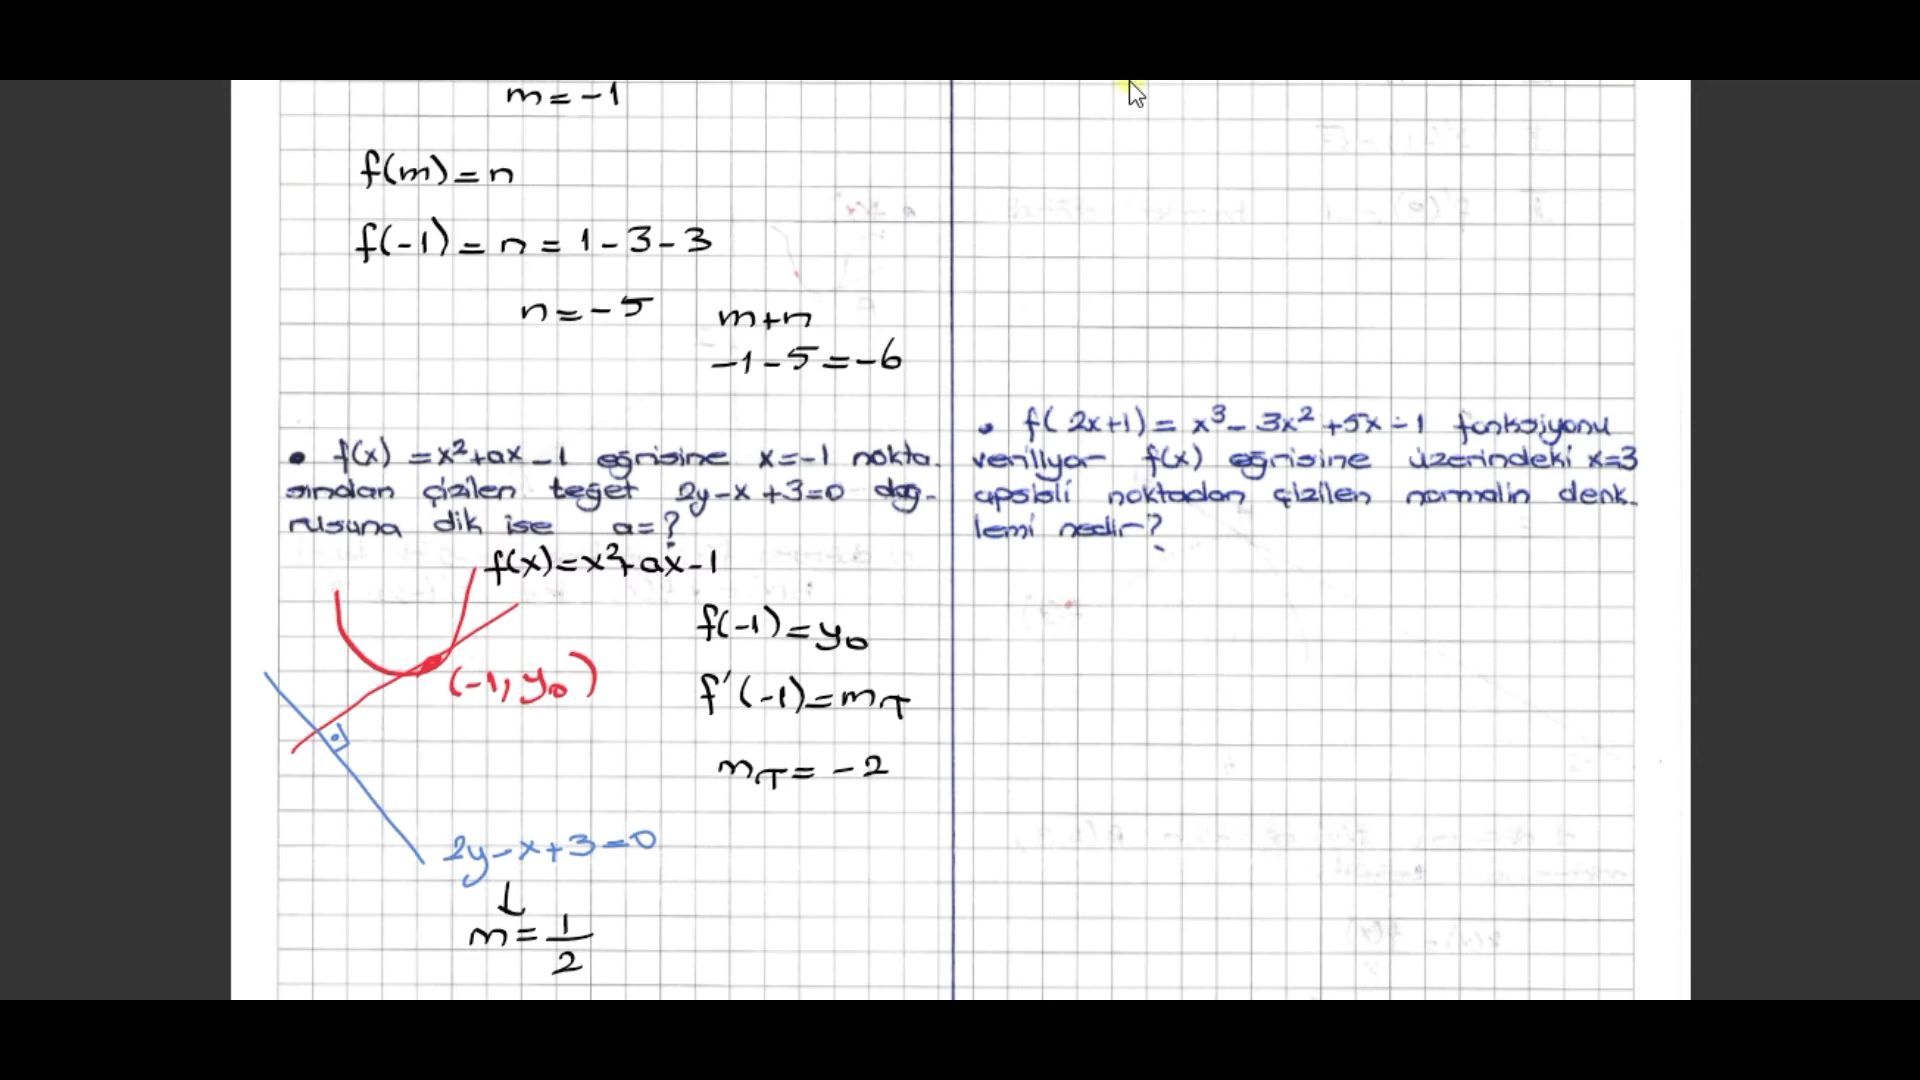 m=-1
f(m)=n
f(-1)=n=1-3-3
n=-5
m+n
-1-5=-6
• f(x)=x²+ax-1 eğrisine x=-1 nokta-
sından çizilen teğet 2y-x+3=0 doğ-
rusuna dik ise a=?
f(x)=x²+ax-1
(-1, y₀)
f(-1)=y₀
f'(-1)=m_T
m_T=-2
2y-x+3=0
↓
m=1/2
• f(2x+1)=x³-3x²+5x-1 fonksiyonu
veriliyor f(x) eğrisine üzerindeki x=3
apsisli noktadan çizilen normalin denk-
lemi nedir?